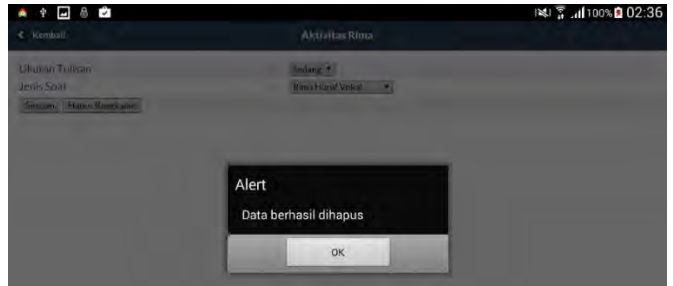 100% 02:36
Kembali
Aktivitas Rima
Ukuran Tulisan
Sedang
Jenis Soal
Rima Huruf Vokal
Simpan
Alert
Data berhasil dihapus
OK